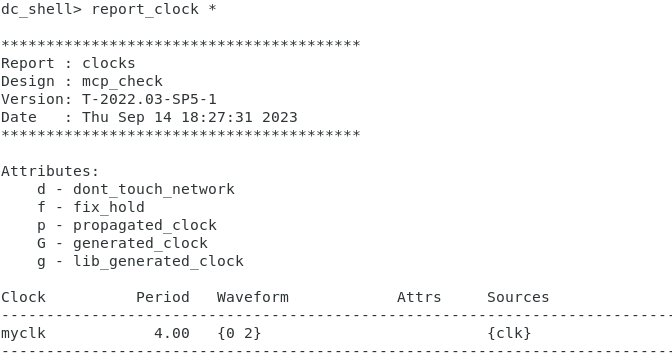 dc_shell> report_clock *
****************************************
Report : clocks
Design : mcp_check
Version: T-2022.03-SP5-1
Date   : Thu Sep 14 18:27:31 2023
****************************************
Attributes:
    d - dont_touch_network
    f - fix_hold
    p - propagated_clock
    G - generated_clock
    g - lib_generated_clock
Clock          Period   Waveform            Attrs     Sources
--------------------------------------------------------------------------------
myclk            4.00   {0 2}                         {clk}
--------------------------------------------------------------------------------